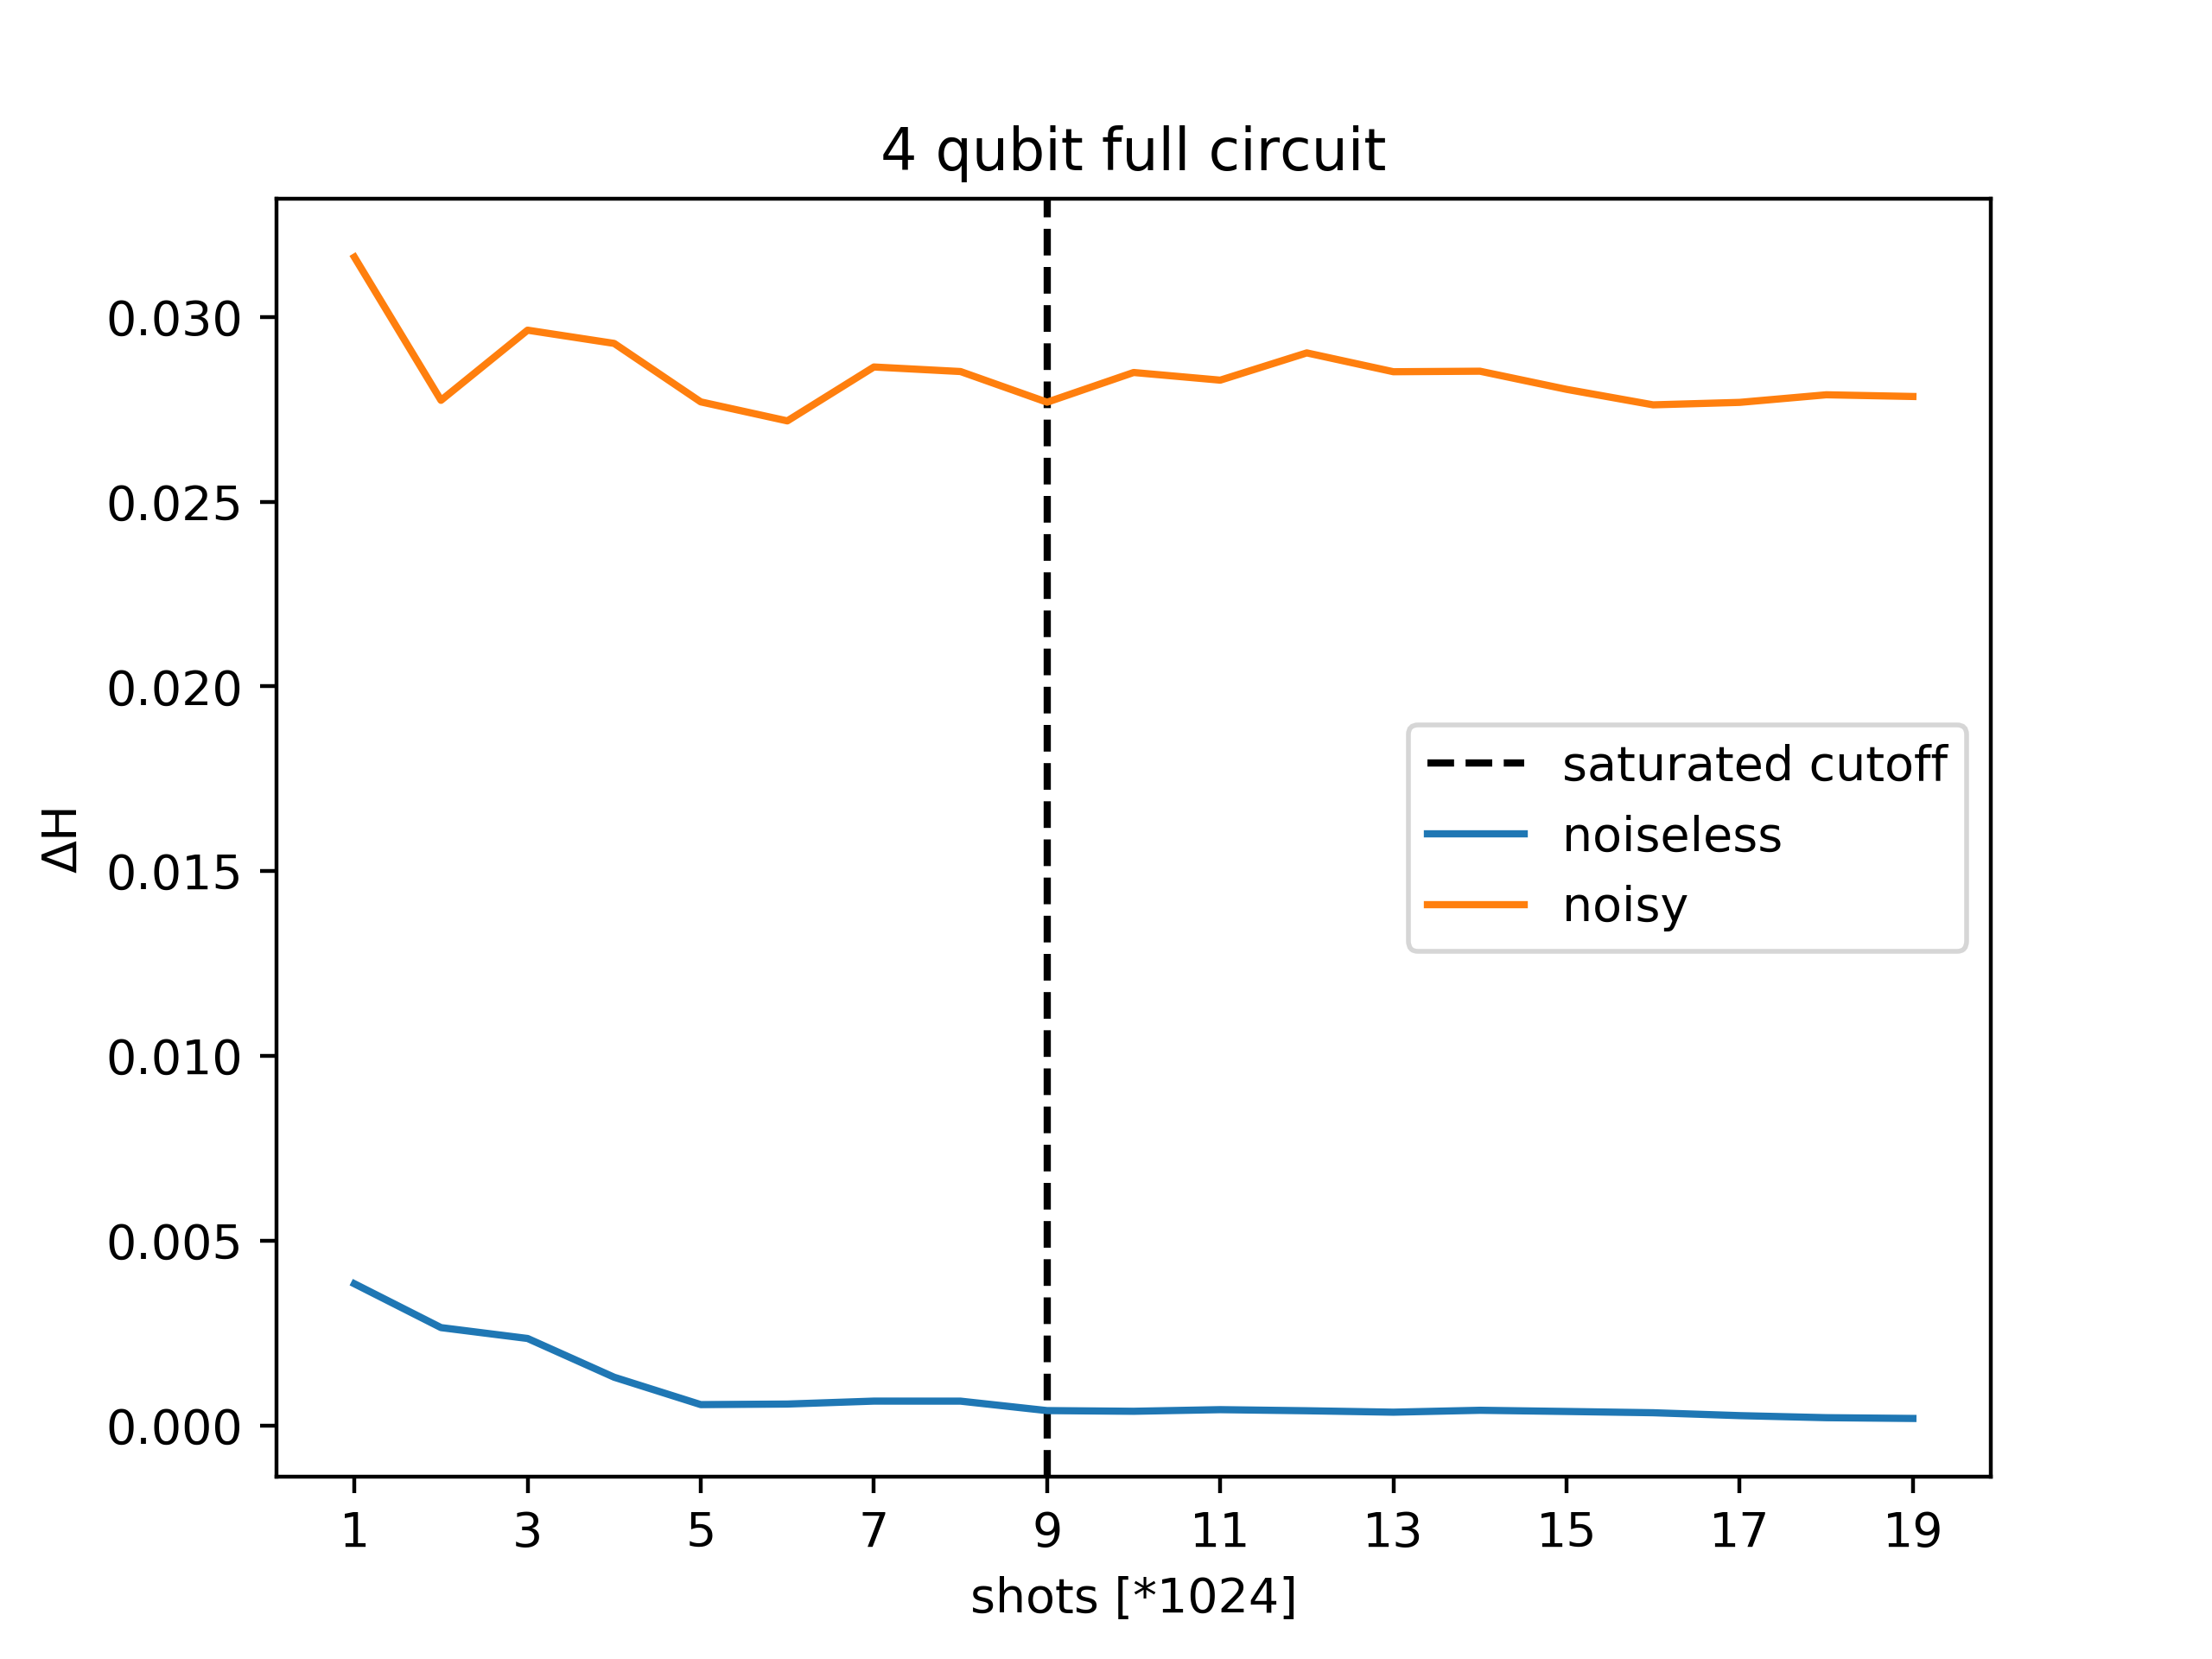 4 qubit full circuit
0.030
0.025
0.020
0.015
0.010
0.005
0.000
ΔH
saturated cutoff
noiseless
noisy
1 3 5 7 9 11 13 15 17 19
shots [*1024]